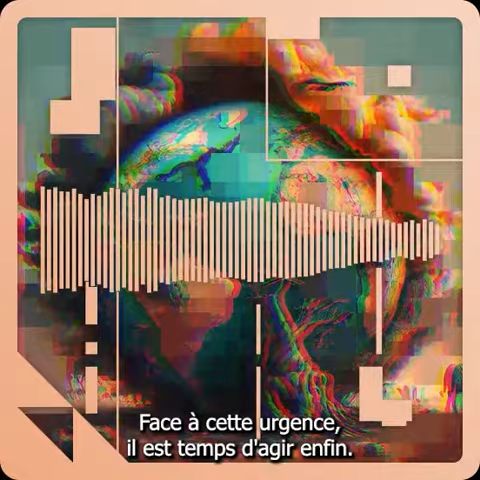 Face à cette urgence,
il est temps d'agir enfin.